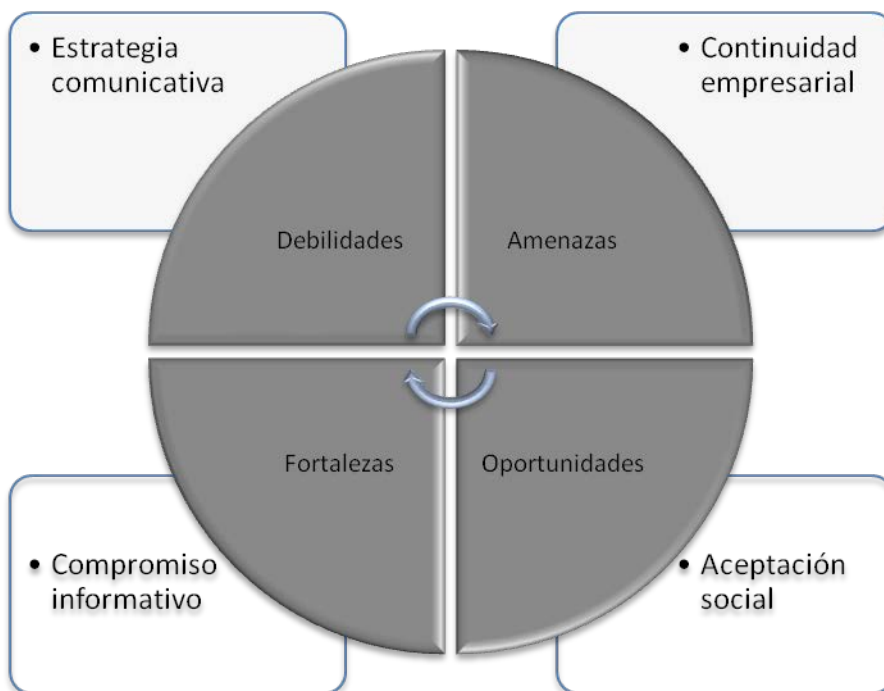 • Estrategia
comunicativa
• Continuidad
empresarial
Debilidades
Amenazas
Fortalezas
Oportunidades
• Compromiso
informativo
• Aceptación
social